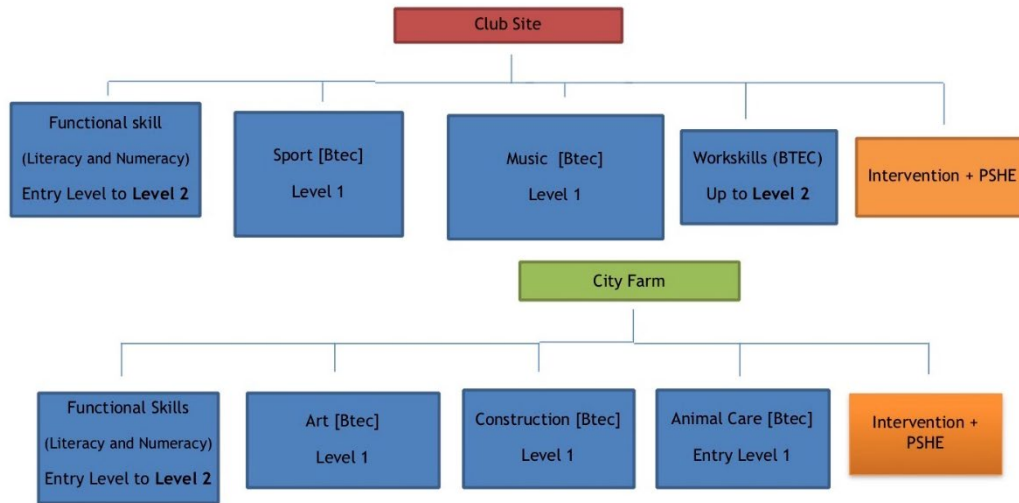 Club Site
Functional skill
(Literacy and Numeracy)
Entry Level to Level 2
Sport [Btec]
Level 1
Music [Btec]
Level 1
Workskills (BTEC)
Up to Level 2
Intervention + PSHE
City Farm
Functional Skills
(Literacy and Numeracy)
Entry Level to Level 2
Art [Btec]
Level 1
Construction [Btec]
Level 1
Animal Care [Btec]
Entry Level 1
Intervention +
PSHE